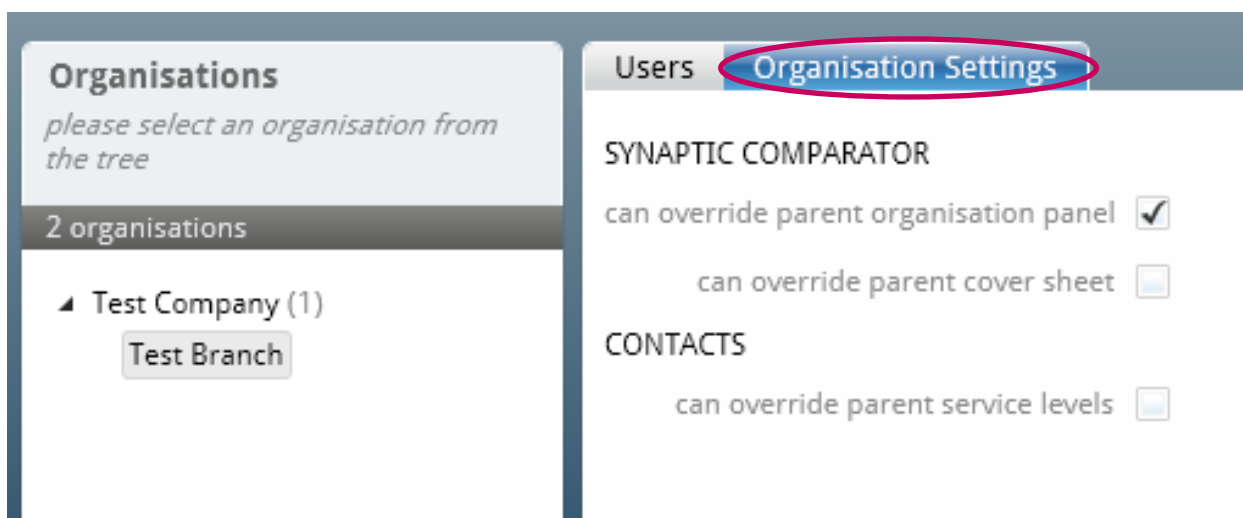 Organisations
please select an organisation from
the tree
2 organisations
Test Company (1)
Test Branch
Users
Organisation Settings
SYNAPTIC COMPARATOR
can override parent organisation panel
can override parent cover sheet
CONTACTS
can override parent service levels